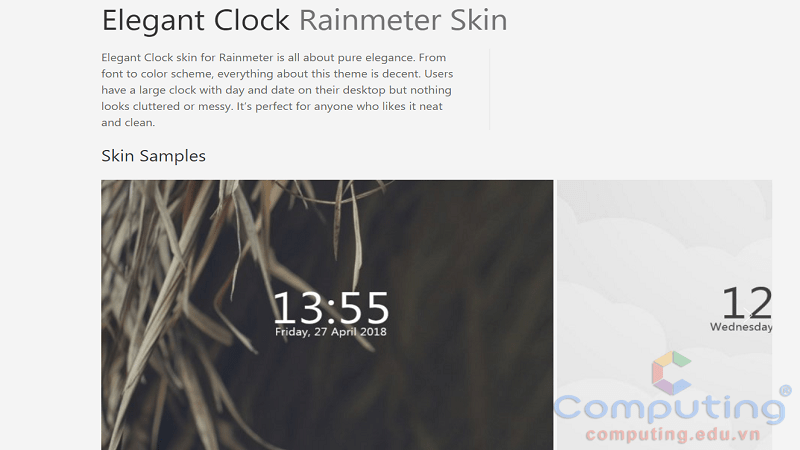 Elegant Clock Rainmeter Skin
Elegant Clock skin for Rainmeter is all about pure elegance. From
font to color scheme, everything about this theme is decent. Users
have a large clock with day and date on their desktop but nothing
looks cluttered or messy. It's perfect for anyone who likes it neat
and clean.
Skin Samples
13:55
Friday, 27 April 2018
12
Wednesday
Computing®
computing.edu.vn